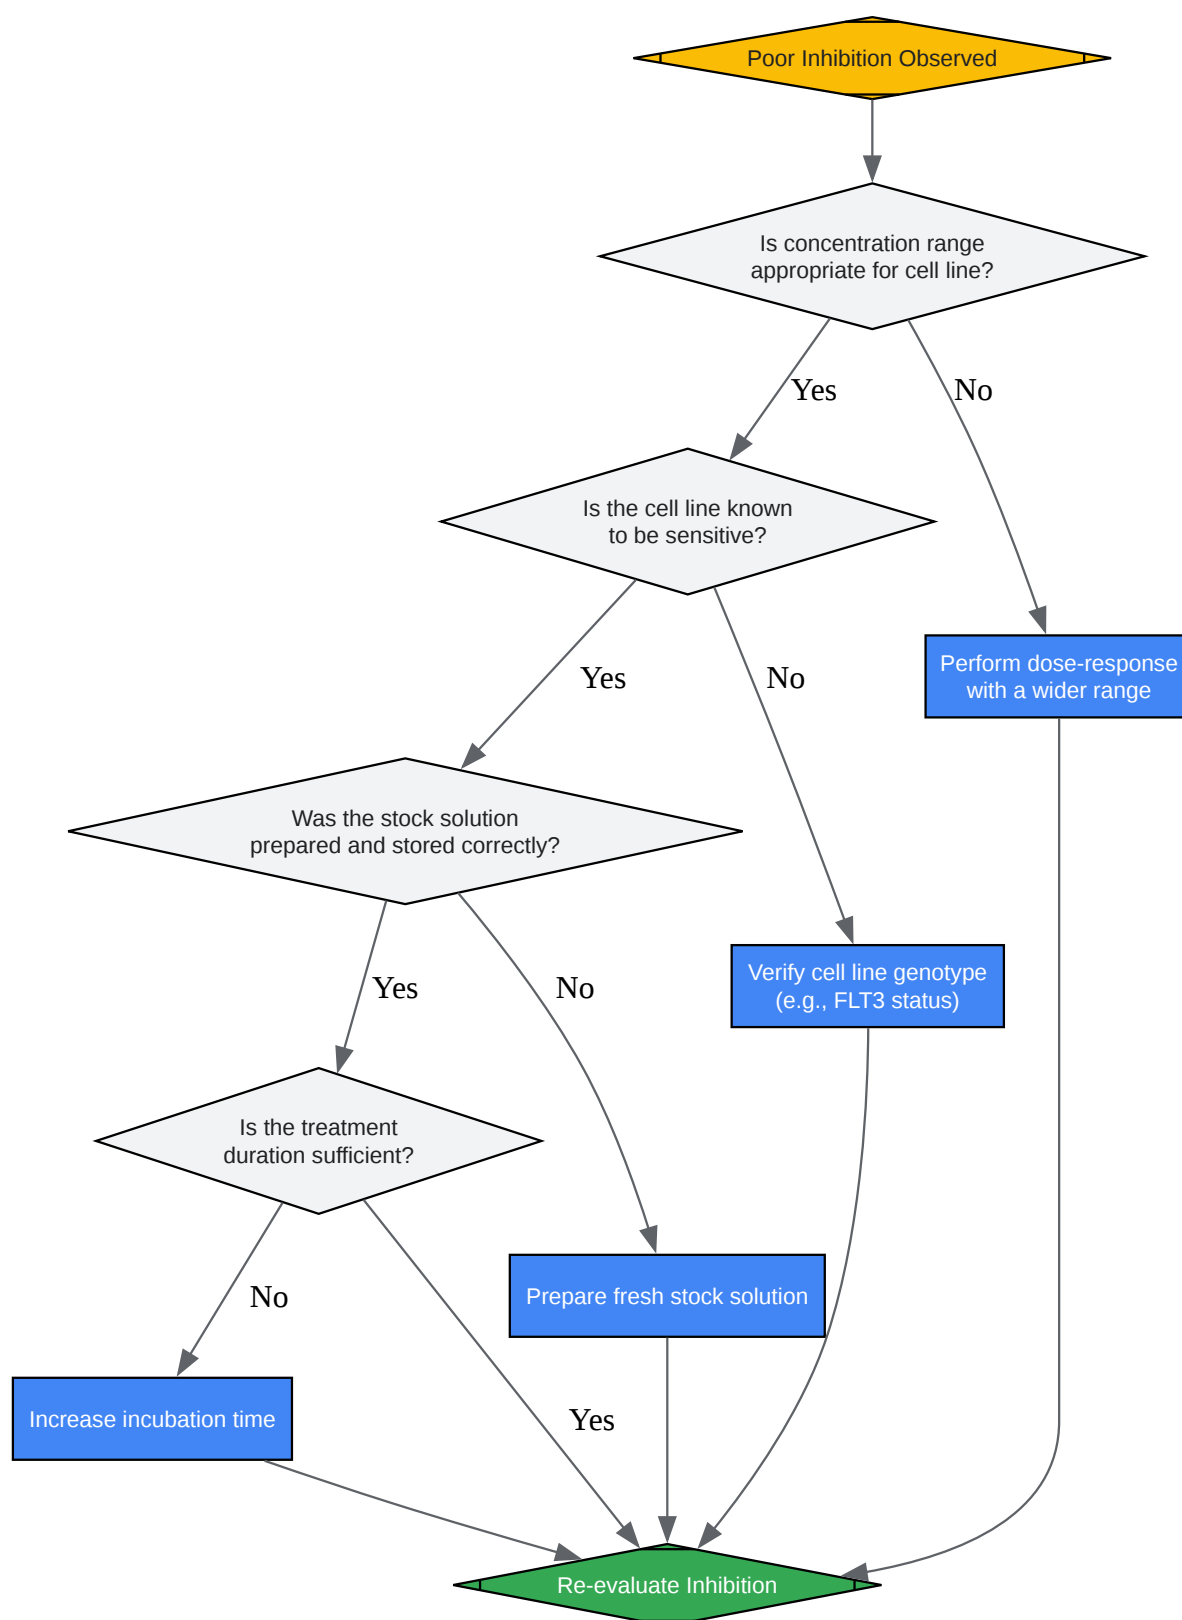 Poor Inhibition Observed
Is concentration range
appropriate for cell line?
Yes
No
Is the cell line known
to be sensitive?
Yes
No
Perform dose-response
with a wider range
Was the stock solution
prepared and stored correctly?
Yes
No
Verify cell line genotype
(e.g., FLT3 status)
Is the treatment
duration sufficient?
No
Prepare fresh stock solution
Increase incubation time
Yes
Re-evaluate Inhibition